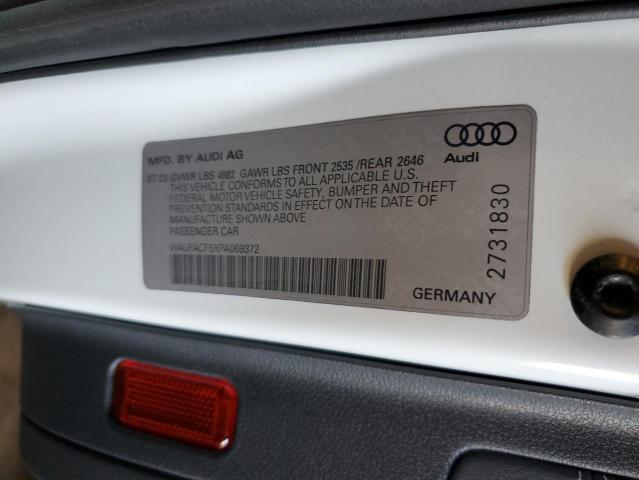 MFD. BY AUDI AG
07-23 GVWR LBS 4982 GAWR LBS FRONT 2535 /REAR 2646
THIS VEHICLE CONFORMS TO ALL APPLICABLE U.S.
FEDERAL MOTOR VEHICLE SAFETY, BUMPER AND THEFT
PREVENTION STANDARDS IN EFFECT ON THE DATE OF
MANUFACTURE SHOWN ABOVE
PASSENGER CAR
WAUFACF5XPA069372
Audi
2731830
GERMANY